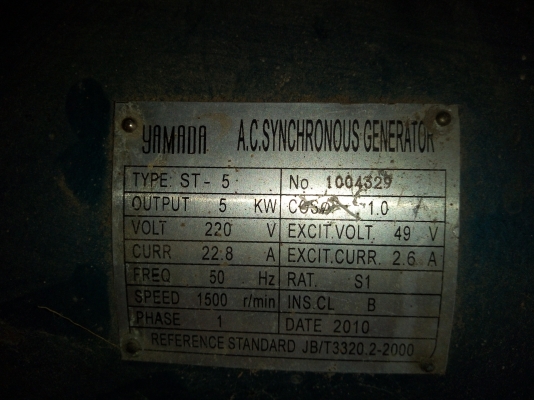 YAMADA A.C.SYNCHRONOUS GENERATOR
TYPE ST - 5 No. 1004329
OUTPUT 5 KW COSφ 1.0
VOLT 220 V EXCIT.VOLT. 49 V
CURR 22.8 A EXCIT.CURR. 2.6 A
FREQ 50 Hz RAT. S1
SPEED 1500 r/min INS.CL B
PHASE 1 DATE 2010
REFERENCE STANDARD JB/T3320.2-2000